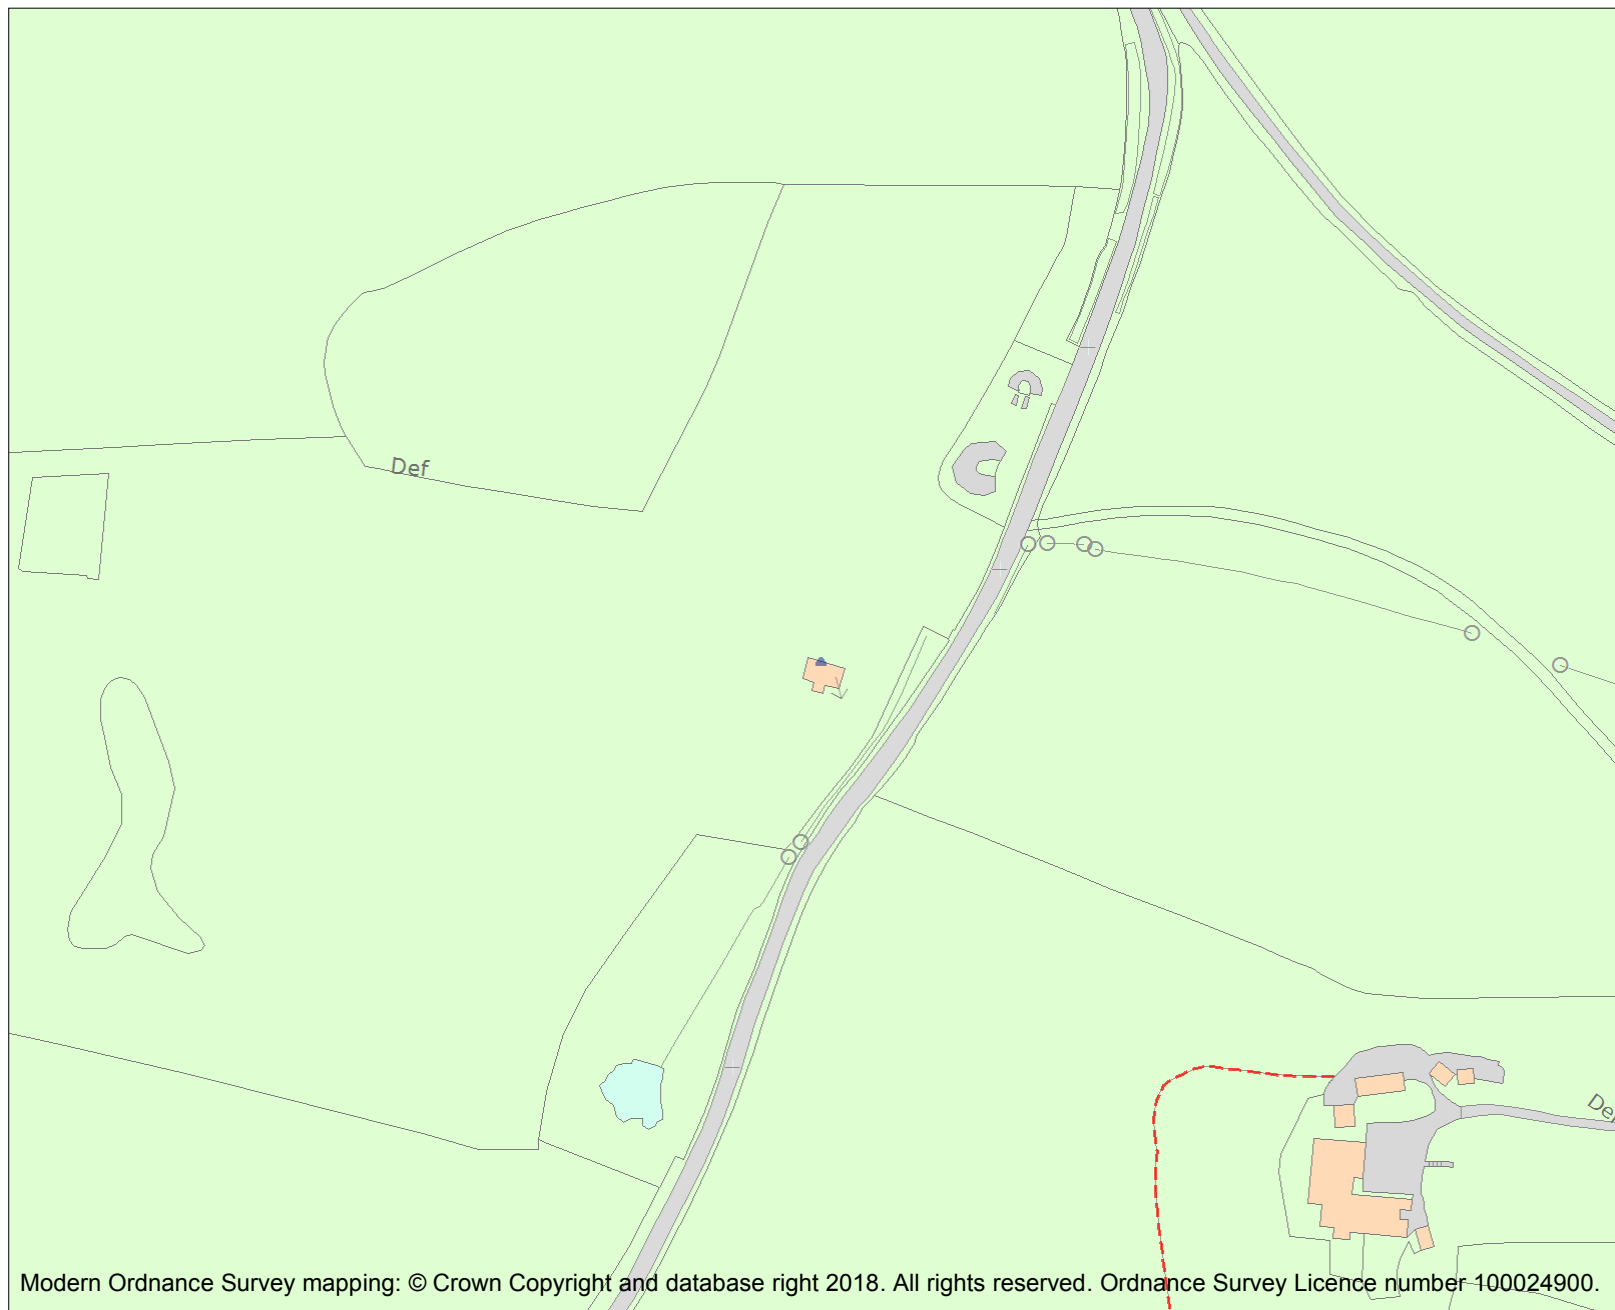 Def
Modern Ordnance Survey mapping: © Crown Copyright and database right 2018. All rights reserved. Ordnance Survey Licence number 100024900.